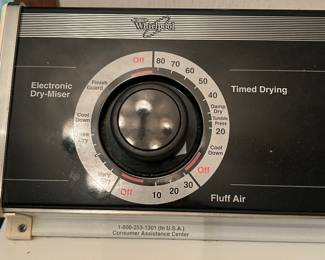 Whirlpool
Off
80
70
60
50
40
Damp
Dry
Tumble
Press
20
Cool
Down
Off
30
20
10
Off
Very
Dry
Cool
Down
Finish
Guard
Electronic
Dry-Miser
Timed Drying
Fluff Air
1-800-253-1301 (In U.S.A.)
Consumer Assistance Center